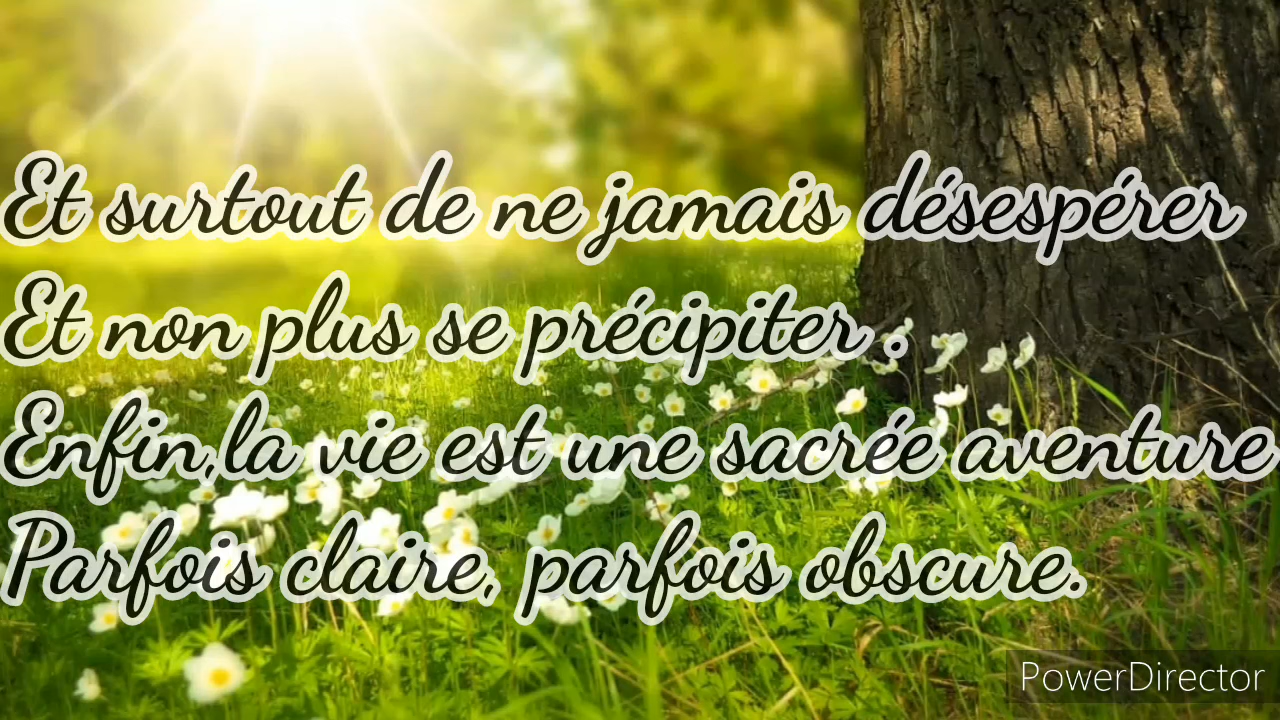 Et surtout de ne jamais désespérer
Et non plus se précipiter .
Enfin,la vie est une sacrée aventure
Parfois claire, parfois obscure.
PowerDirector